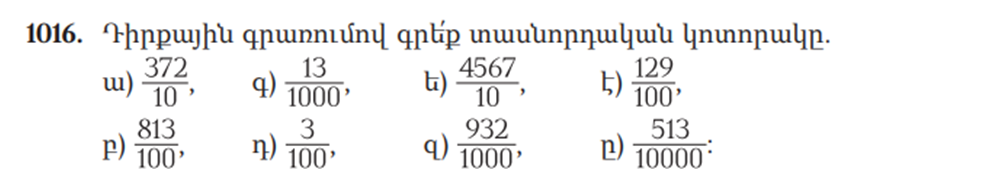 1016. Դիրքային գրառումով գրե՛ք տասնորդական կոտորակը.
ա) 372/10, գ) 13/1000, ե) 4567/10, է) 129/100,
բ) 813/100, դ) 3/100, զ) 932/1000, ը) 513/10000: